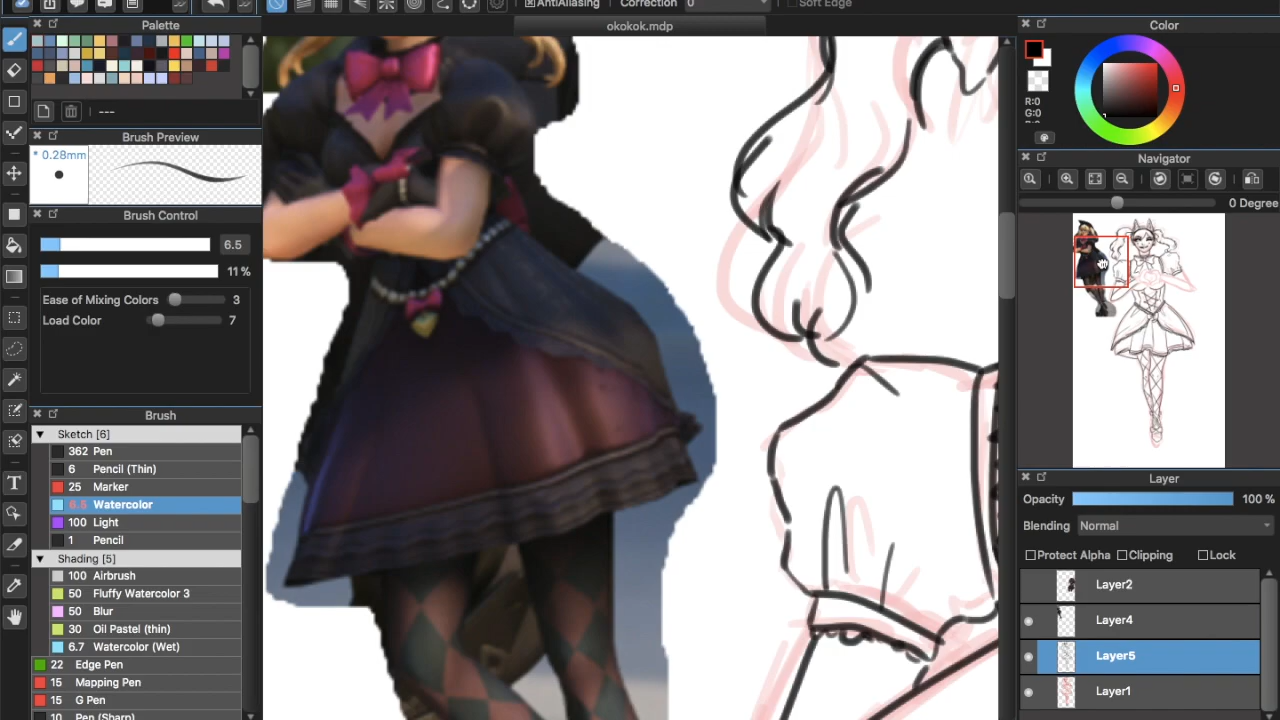 AntiAliasing
Correction
0
Soft Edge
okokok.mdp
Palette
---
Brush Preview
* 0.28mm
Brush Control
6.5
11 %
Ease of Mixing Colors 3
Load Color 7
Brush
Sketch [6]
362 Pen
6 Pencil (Thin)
25 Marker
6.5 Watercolor
100 Light
1 Pencil
Shading [5]
100 Airbrush
50 Fluffy Watercolor 3
50 Blur
30 Oil Pastel (thin)
6.7 Watercolor (Wet)
22 Edge Pen
15 Mapping Pen
15 G Pen
10 Pen (Sharp)
Color
R:0
G:0
Navigator
0 Degree
Layer
Opacity 100 %
Blending Normal
Protect Alpha Clipping Lock
Layer2
Layer4
Layer5
Layer1